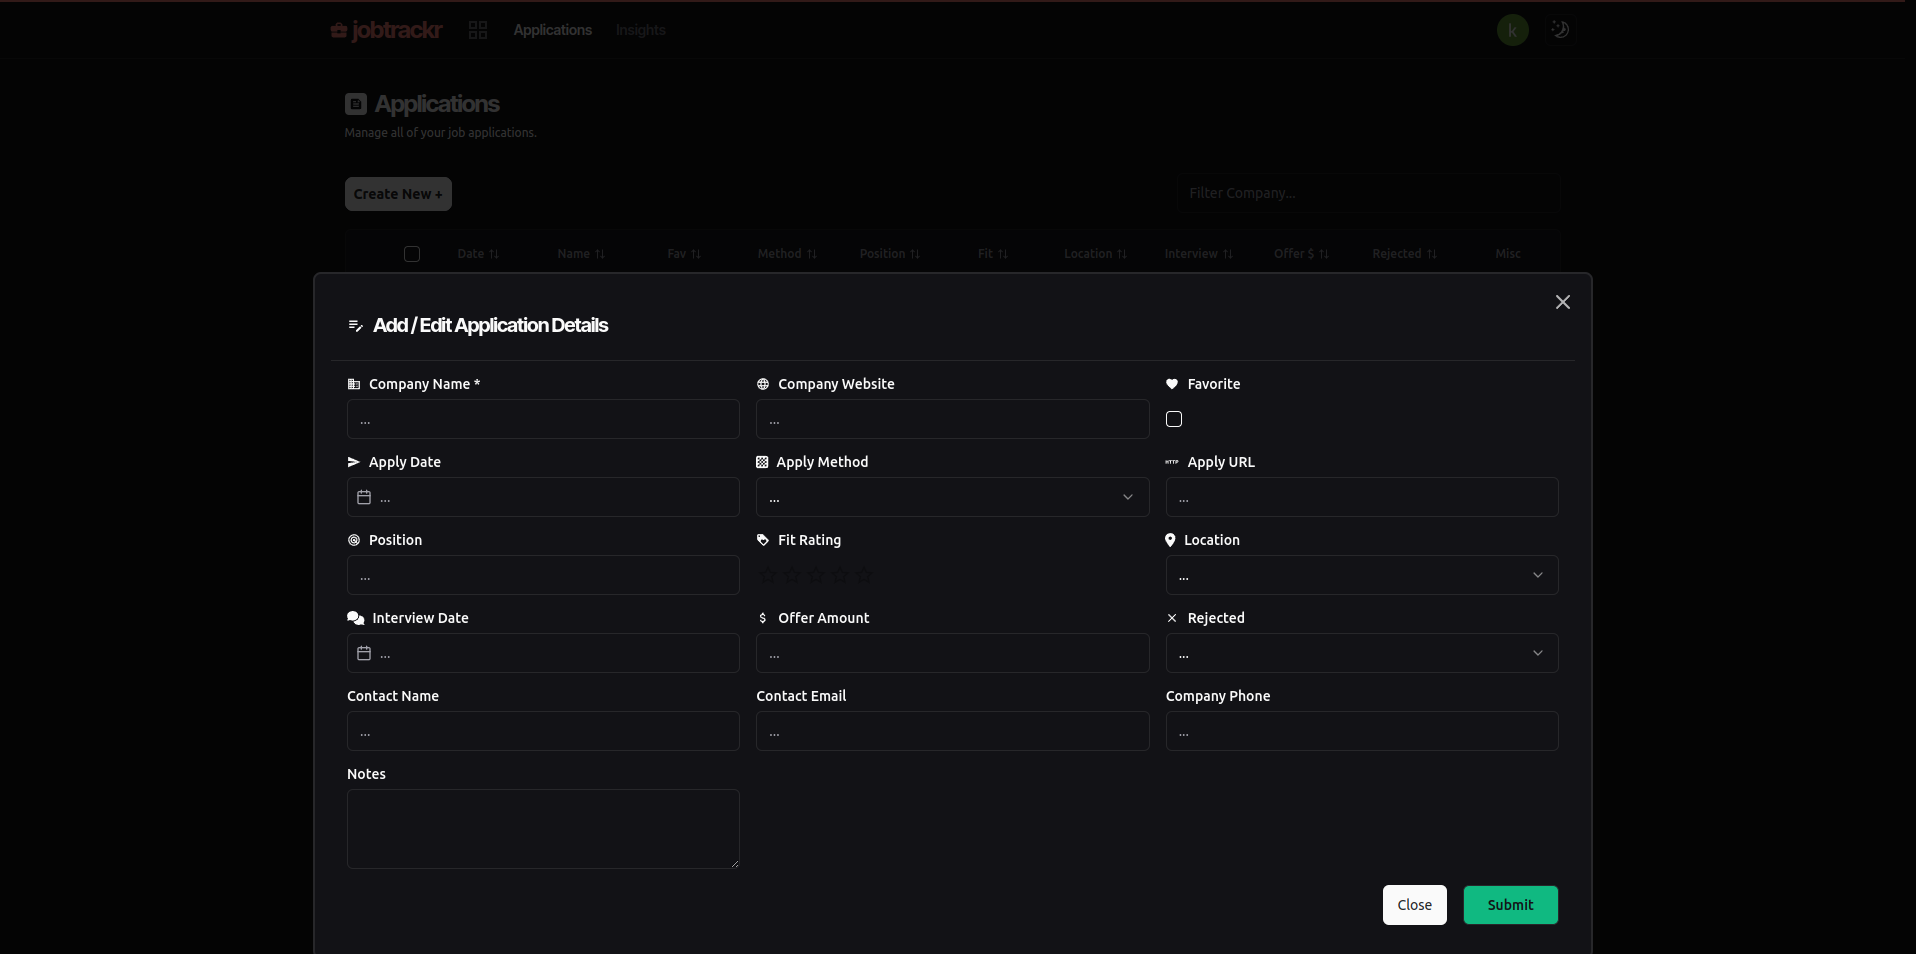 jobtrackr Applications Insights k
Applications
Manage all of your job applications.
Create New + Filter Company...
Date Name Fav Method Position Fit Location Interview Offer $ Rejected Misc
Add / Edit Application Details
Company Name * Company Website Favorite
... ...
Apply Date Apply Method HTTP Apply URL
... ... ...
Position Fit Rating Location
... ...
Interview Date $ Offer Amount Rejected
... ... ...
Contact Name Contact Email Company Phone
... ... ...
Notes
Close Submit